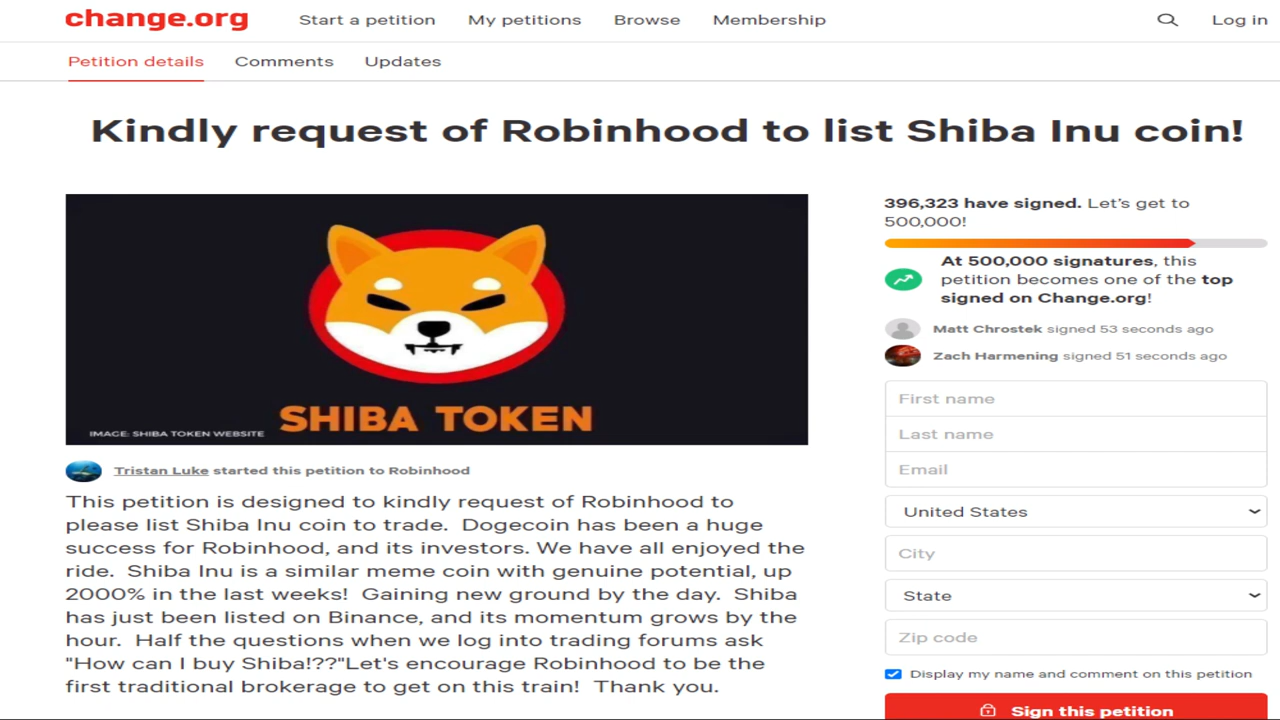 change.org Start a petition My petitions Browse Membership Log in
Petition details Comments Updates
Kindly request of Robinhood to list Shiba Inu coin!
SHIBA TOKEN
IMAGE: SHIBA TOKEN WEBSITE
Tristan Luke started this petition to Robinhood
This petition is designed to kindly request of Robinhood to
please list Shiba Inu coin to trade.  Dogecoin has been a huge
success for Robinhood, and its investors. We have all enjoyed the
ride.  Shiba Inu is a similar meme coin with genuine potential, up
2000% in the last weeks!  Gaining new ground by the day.  Shiba
has just been listed on Binance, and its momentum grows by the
hour.  Half the questions when we log into trading forums ask
"How can I buy Shiba!??"Let's encourage Robinhood to be the
first traditional brokerage to get on this train!  Thank you.
396,323 have signed. Let's get to
500,000!
At 500,000 signatures, this
petition becomes one of the top
signed on Change.org!
Matt Chrostek signed 53 seconds ago
Zach Harmening signed 51 seconds ago
First name
Last name
Email
United States
City
State
Zip code
Display my name and comment on this petition
Sign this petition